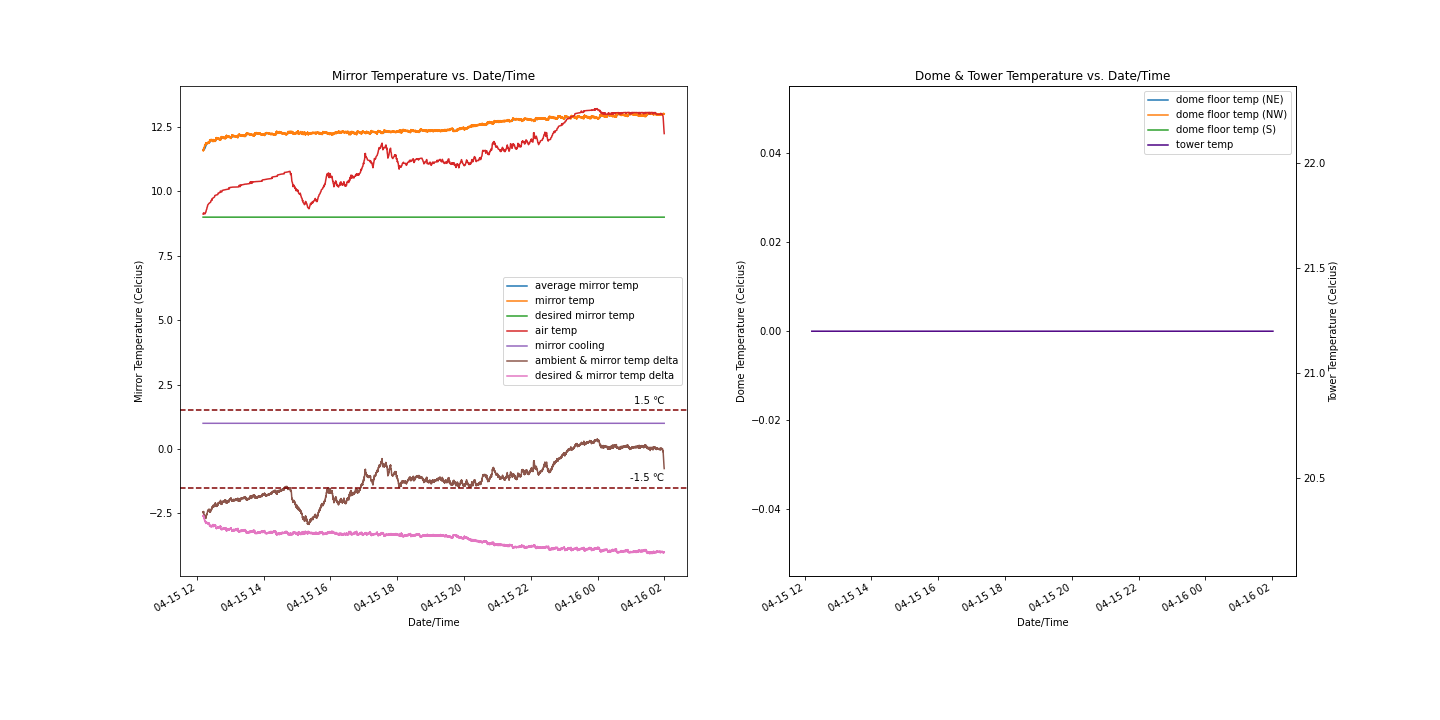 Mirror Temperature vs. Date/Time
Mirror Temperature (Celcius)
12.5
10.0
7.5
5.0
2.5
0.0
−2.5
average mirror temp
mirror temp
desired mirror temp
air temp
mirror cooling
ambient & mirror temp delta
desired & mirror temp delta
1.5 °C
-1.5 °C
04-15 12
04-15 14
04-15 16
04-15 18
04-15 20
04-15 22
04-16 00
04-16 02
Date/Time
Dome & Tower Temperature vs. Date/Time
Dome Temperature (Celcius)
0.04
0.02
0.00
−0.02
−0.04
dome floor temp (NE)
dome floor temp (NW)
dome floor temp (S)
tower temp
22.0
21.5
21.0
20.5
Tower Temperature (Celcius)
04-15 12
04-15 14
04-15 16
04-15 18
04-15 20
04-15 22
04-16 00
04-16 02
Date/Time